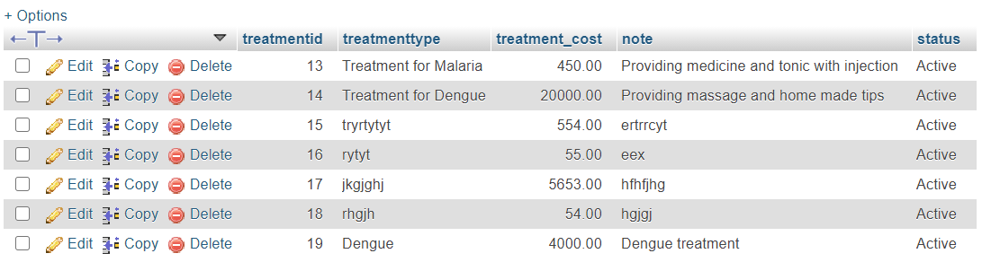 + Options
←T→ treatmentid treatmenttype treatment_cost note status
Edit Copy Delete 13 Treatment for Malaria 450.00 Providing medicine and tonic with injection Active
Edit Copy Delete 14 Treatment for Dengue 20000.00 Providing massage and home made tips Active
Edit Copy Delete 15 tryrtytyt 554.00 ertrrcyt Active
Edit Copy Delete 16 rytyt 55.00 eex Active
Edit Copy Delete 17 jkgjghj 5653.00 hfhfjhg Active
Edit Copy Delete 18 rhgjh 54.00 hgjgj Active
Edit Copy Delete 19 Dengue 4000.00 Dengue treatment Active